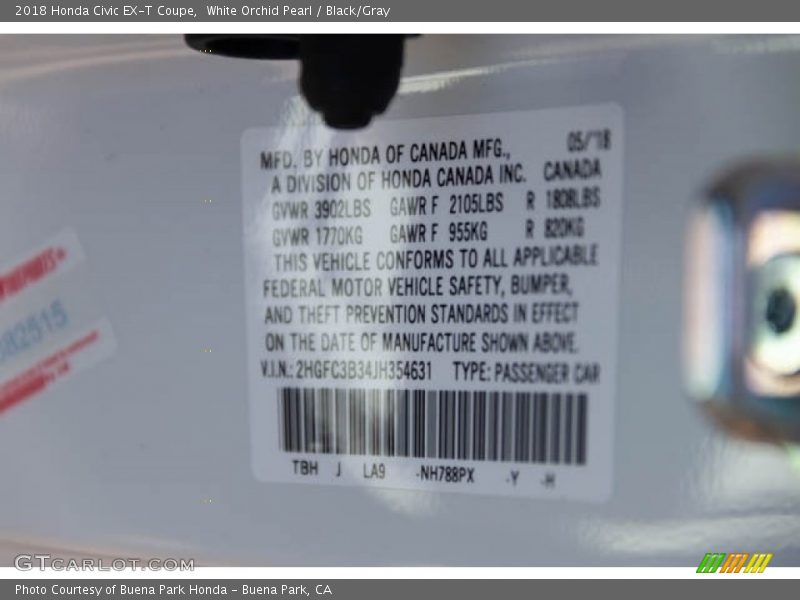 2018 Honda Civic EX-T Coupe,  White Orchid Pearl / Black/Gray
05/'18
MFD. BY HONDA OF CANADA MFG.,
A DIVISION OF HONDA CANADA INC. CANADA
GVWR 3902LBS GAWR F 2105LBS R 1808LBS
GVWR 1770KG GAWR F 955KG R 820KG
THIS VEHICLE CONFORMS TO ALL APPLICABLE
FEDERAL MOTOR VEHICLE SAFETY, BUMPER,
AND THEFT PREVENTION STANDARDS IN EFFECT
ON THE DATE OF MANUFACTURE SHOWN ABOVE.
V.I.N.: 2HGFC3B34JH354631 TYPE: PASSENGER CAR
TBH J LA9 -NH788PX -Y -H
82515
GTCARLOT.COM
Photo Courtesy of Buena Park Honda - Buena Park, CA